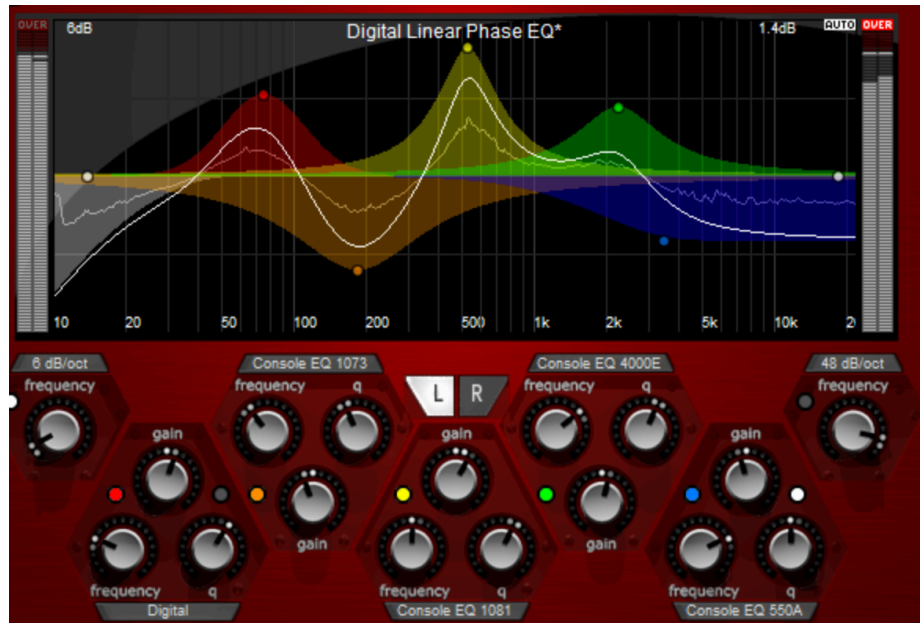 OVER
6dB
Digital Linear Phase EQ*
1.4dB
AUTO
OVER
10 20 50 100 200 500 1k 2k 5k 10k 2
6 dB/oct
Console EQ 1073
Console EQ 4000E
48 dB/oct
frequency
frequency
q
L
R
frequency
q
frequency
gain
gain
gain
gain
gain
frequency
q
frequency
q
frequency
q
Digital
Console EQ 1081
Console EQ 550A